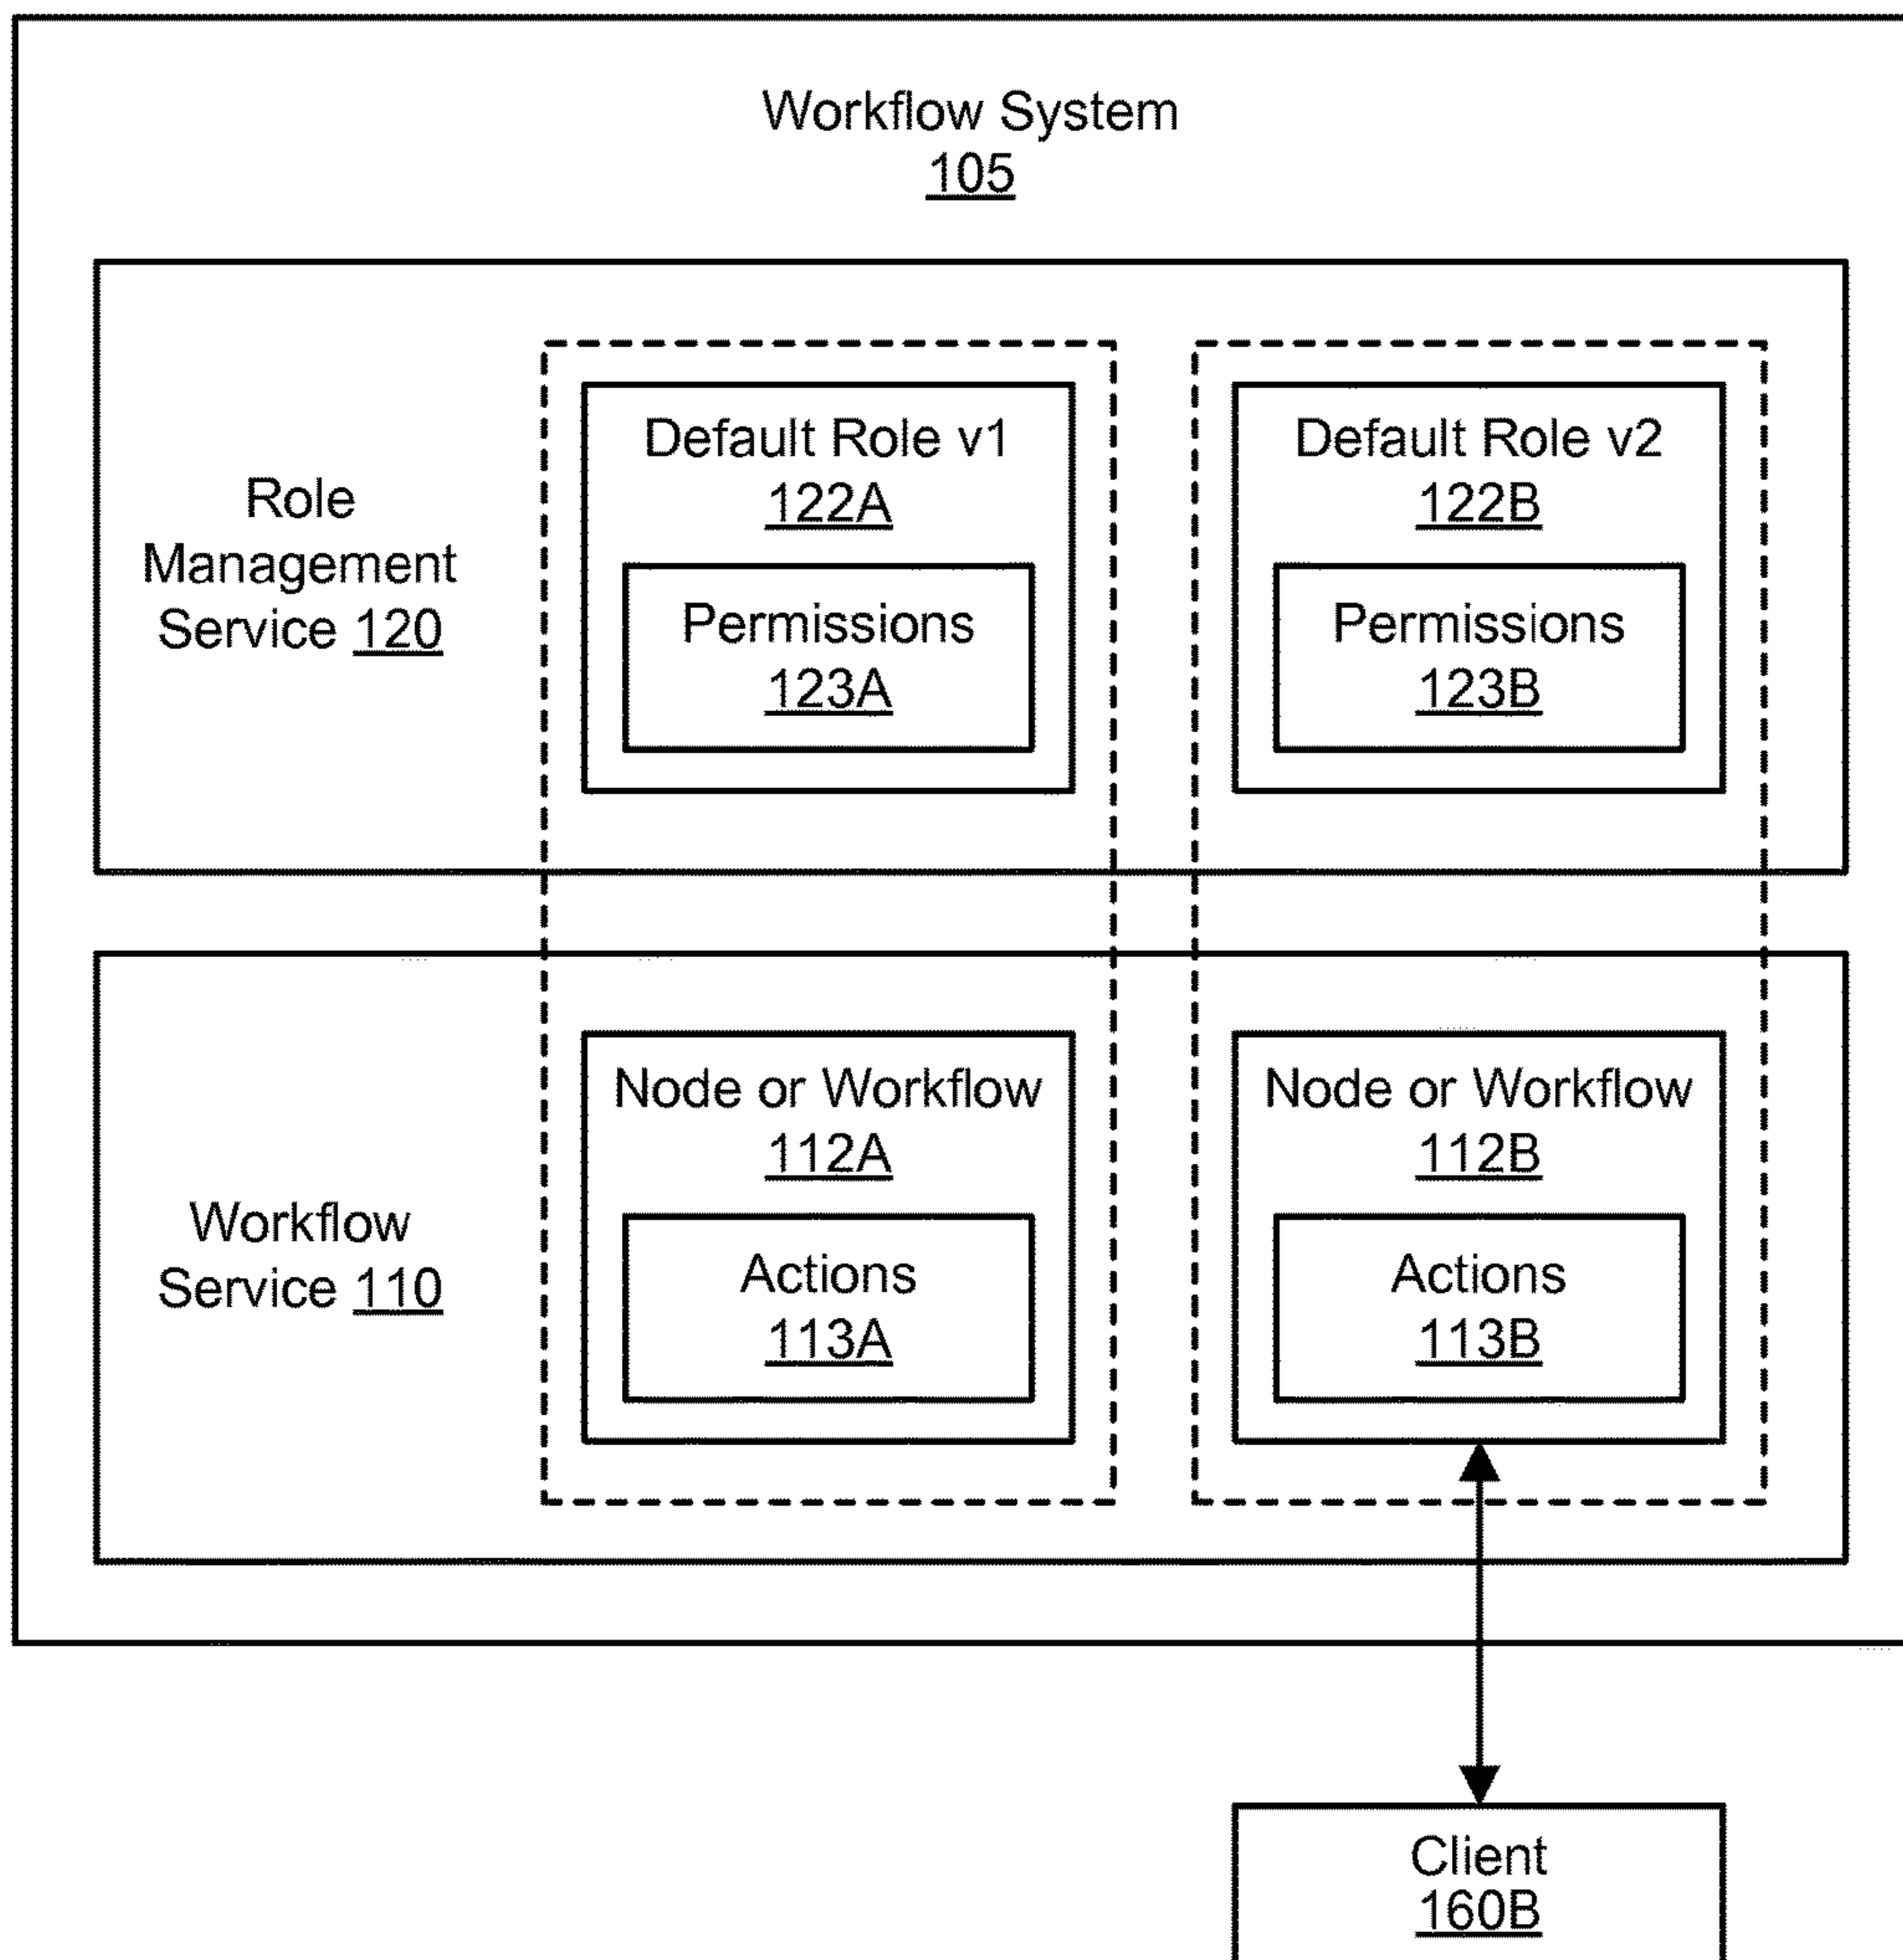 Workflow System
105
Role
Management
Service 120
Default Role v1
122A
Permissions
123A
Default Role v2
122B
Permissions
123B
Workflow
Service 110
Node or Workflow
112A
Actions
113A
Node or Workflow
112B
Actions
113B
Client
160B